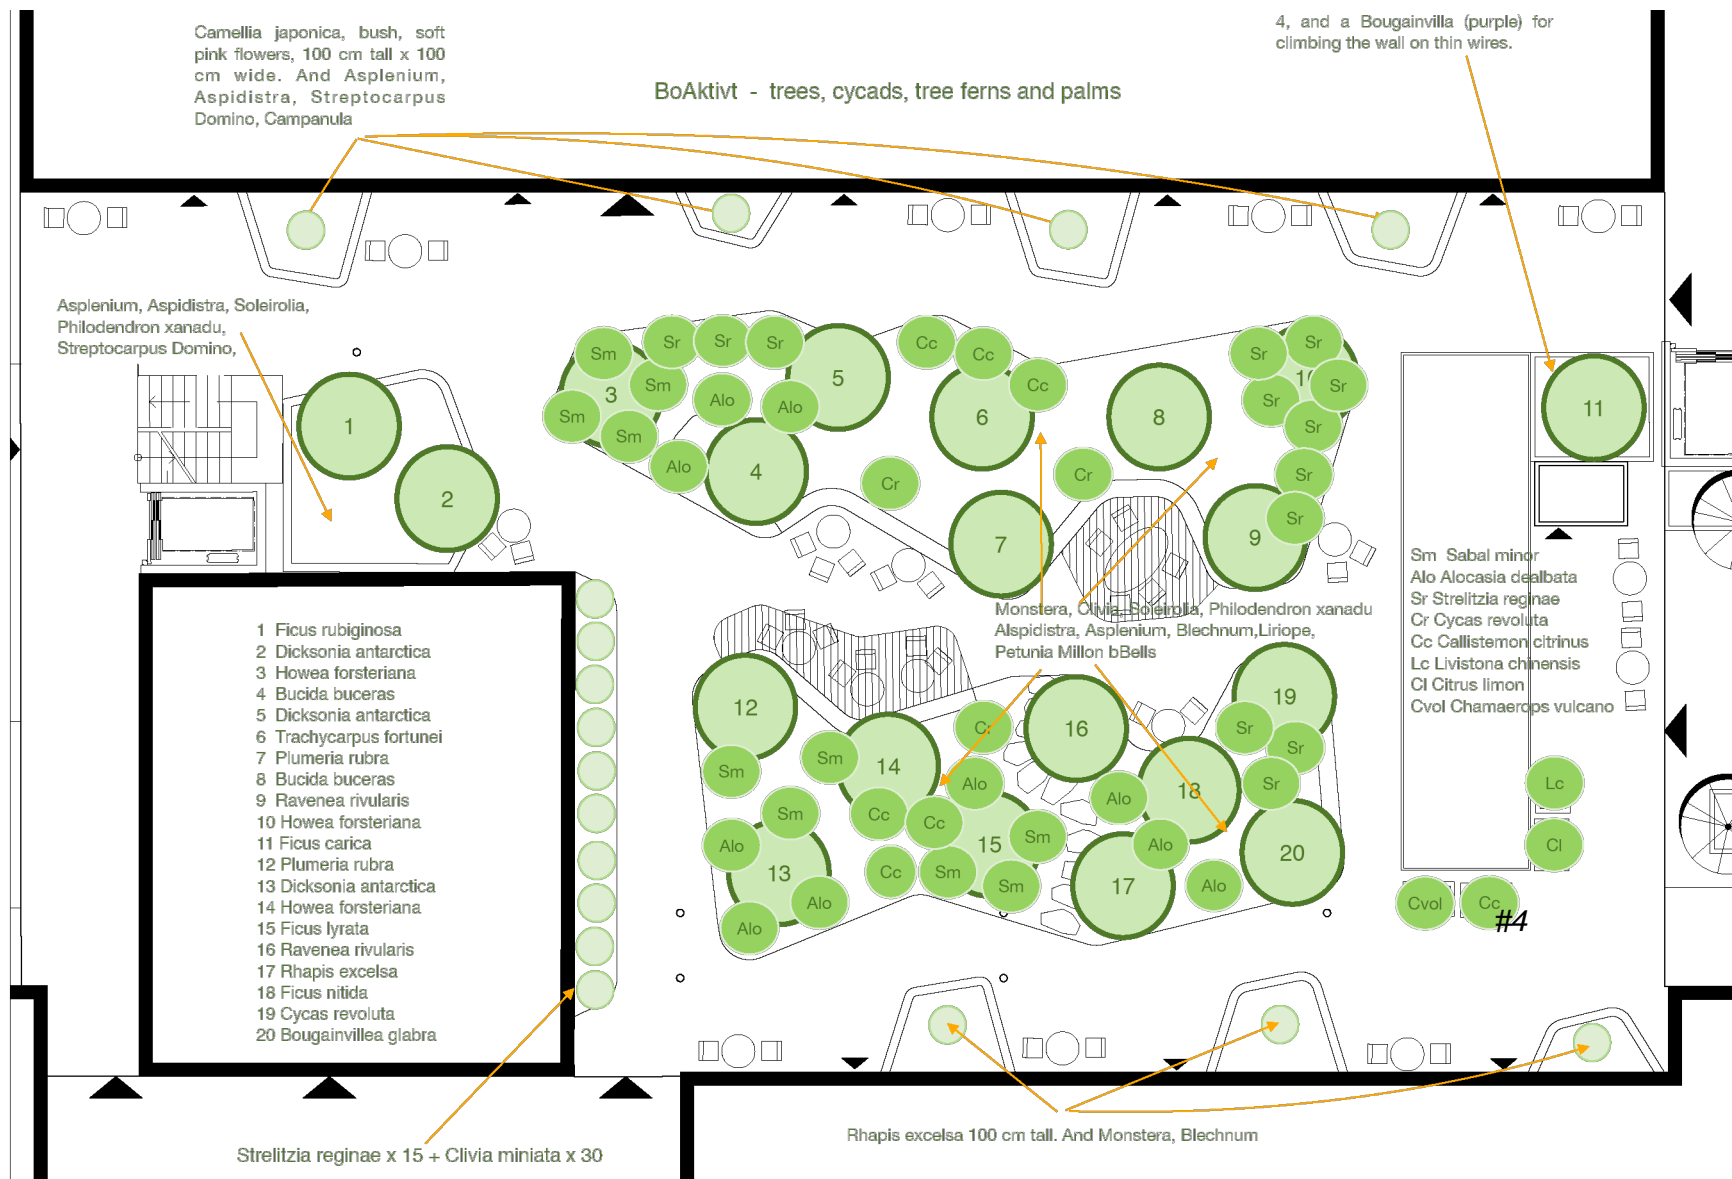 Camellia japonica, bush, soft
pink flowers, 100 cm tall x 100
cm wide. And Asplenium,
Aspidistra, Streptocarpus
Domino, Campanula
4, and a Bougainvilla (purple) for
climbing the wall on thin wires.
BoAktivt - trees, cycads, tree ferns and palms
Asplenium, Aspidistra, Soleirolia,
Philodendron xanadu,
Streptocarpus Domino,
1
2
Sm
Sr
Sr
Sr
5
Cc
Cc
Cc
Sr
Sr
3
Sm
Alo
Alo
6
8
Sr
10
Sr
11
Sm
Sm
Sr
Alo
4
Cr
Cr
Sr
Sr
7
9
Monstera, Clivia, Soleirolia, Philodendron xanadu
Alspidistra, Asplenium, Blechnum,Liriope,
Petunia Millon bBells
Sm Sabal minor
Alo Alocasia dealbata
Sr Strelitzia reginae
Cr Cycas revoluta
Cc Callistemon citrinus
Lc Livistona chinensis
Cl Citrus limon
Cvol Chamaerops vulcano
1 Ficus rubiginosa
2 Dicksonia antarctica
3 Howea forsteriana
4 Bucida buceras
5 Dicksonia antarctica
6 Trachycarpus fortunei
7 Plumeria rubra
8 Bucida buceras
9 Ravenea rivularis
10 Howea forsteriana
11 Ficus carica
12 Plumeria rubra
13 Dicksonia antarctica
14 Howea forsteriana
15 Ficus lyrata
16 Ravenea rivularis
17 Rhapis excelsa
18 Ficus nitida
19 Cycas revoluta
20 Bougainvillea glabra
12
Sm
Sm
14
Cr
16
19
Sr
Sr
Sm
Alo
Alo
18
Sr
Lc
Alo
Cc
Cc
15
Sm
Alo
20
Cl
13
Cc
Sm
Sm
17
Alo
Alo
Alo
Cvol
Cc
#4
Rhapis excelsa 100 cm tall. And Monstera, Blechnum
Strelitzia reginae x 15 + Clivia miniata x 30